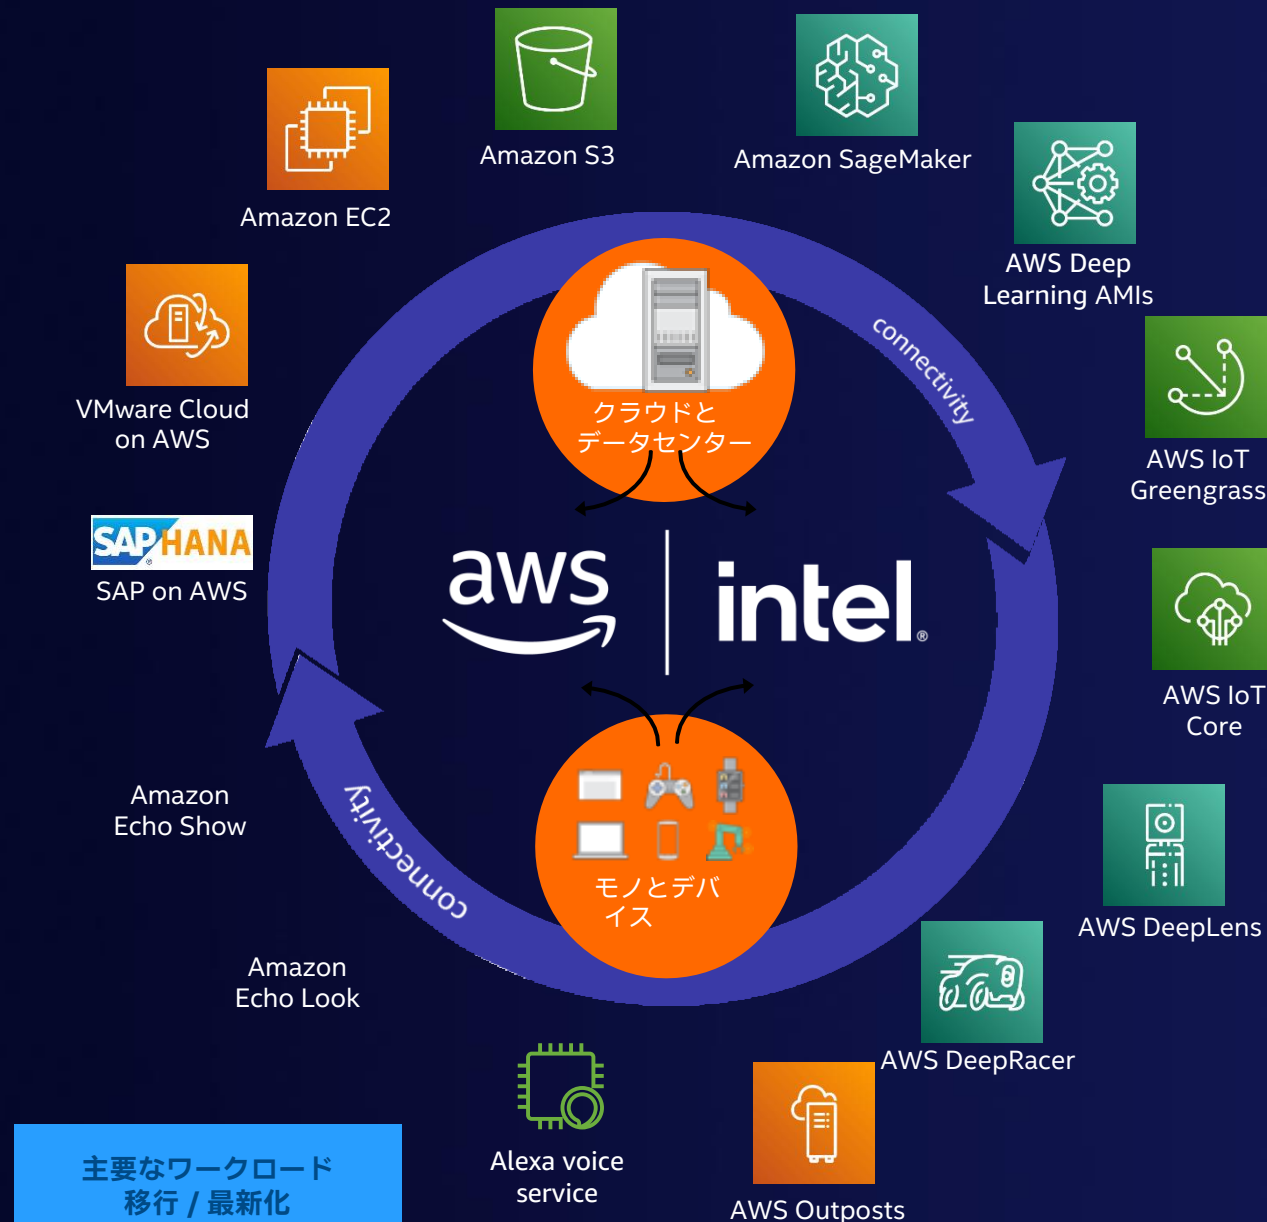 Amazon S3
Amazon SageMaker
Amazon EC2
AWS Deep
Learning AMIs
connectivity
VMware Cloud
on AWS
クラウドと
データセンター
AWS IoT
Greengrass
SAP HANA
®
SAP on AWS
aws
intel®
AWS IoT
Core
Amazon
Echo Show
connectivity
モノとデバ
イス
AWS DeepLens
Amazon
Echo Look
AWS DeepRacer
Alexa voice
service
AWS Outposts
主要なワークロード
移行 / 最新化